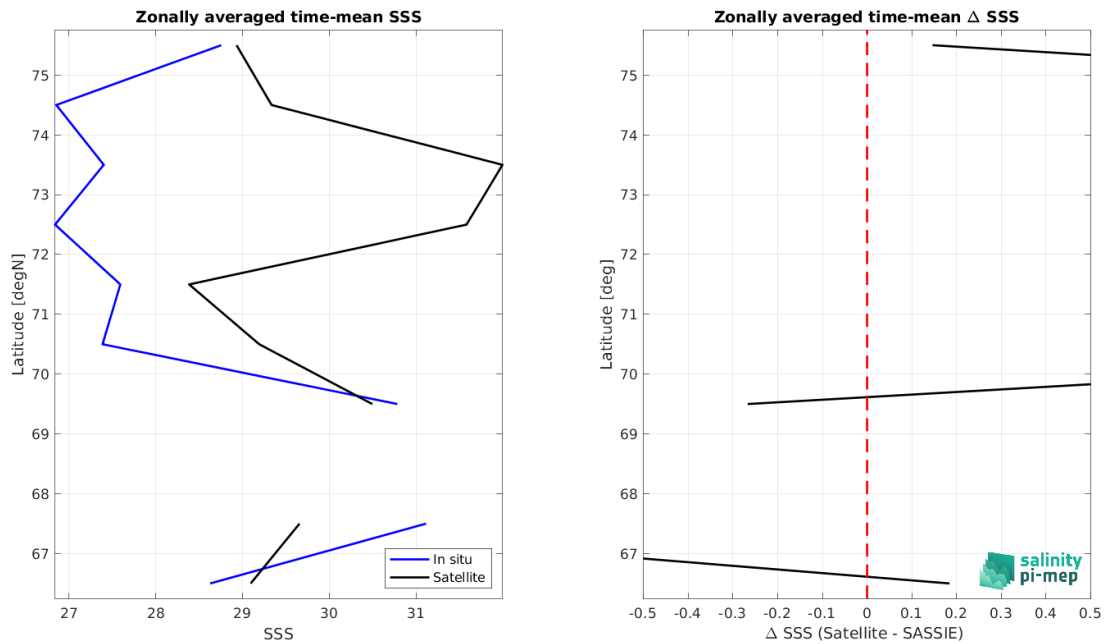 Zonally averaged time-mean SSS
75
74
73
72
71
70
69
68
67
Latitude [degN]
27 28 29 30 31
SSS
In situ
Satellite
Zonally averaged time-mean Δ SSS
75
74
73
72
71
70
69
68
67
Latitude [deg]
-0.5 -0.4 -0.3 -0.2 -0.1 0 0.1 0.2 0.3 0.4 0.5
Δ SSS (Satellite - SASSIE)
salinity
pi-mep